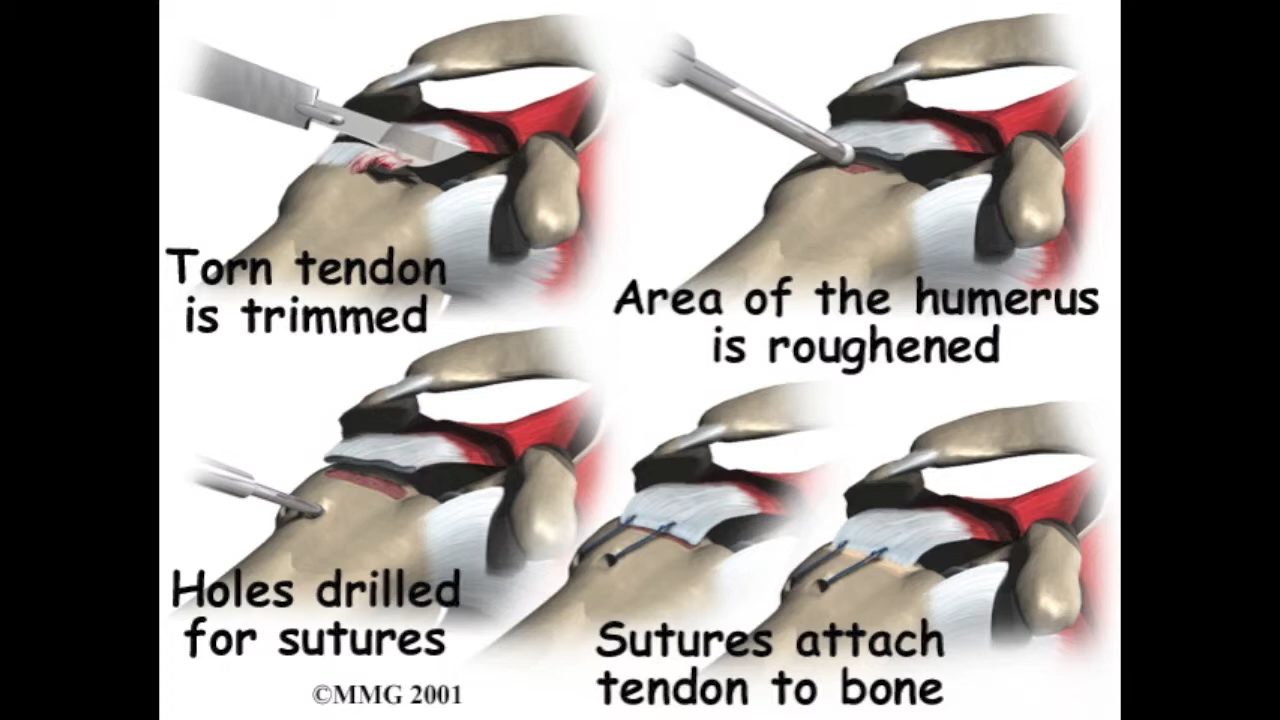 Torn tendon
is trimmed
Area of the humerus
is roughened
Holes drilled
for sutures
Sutures attach
tendon to bone
©MMG 2001